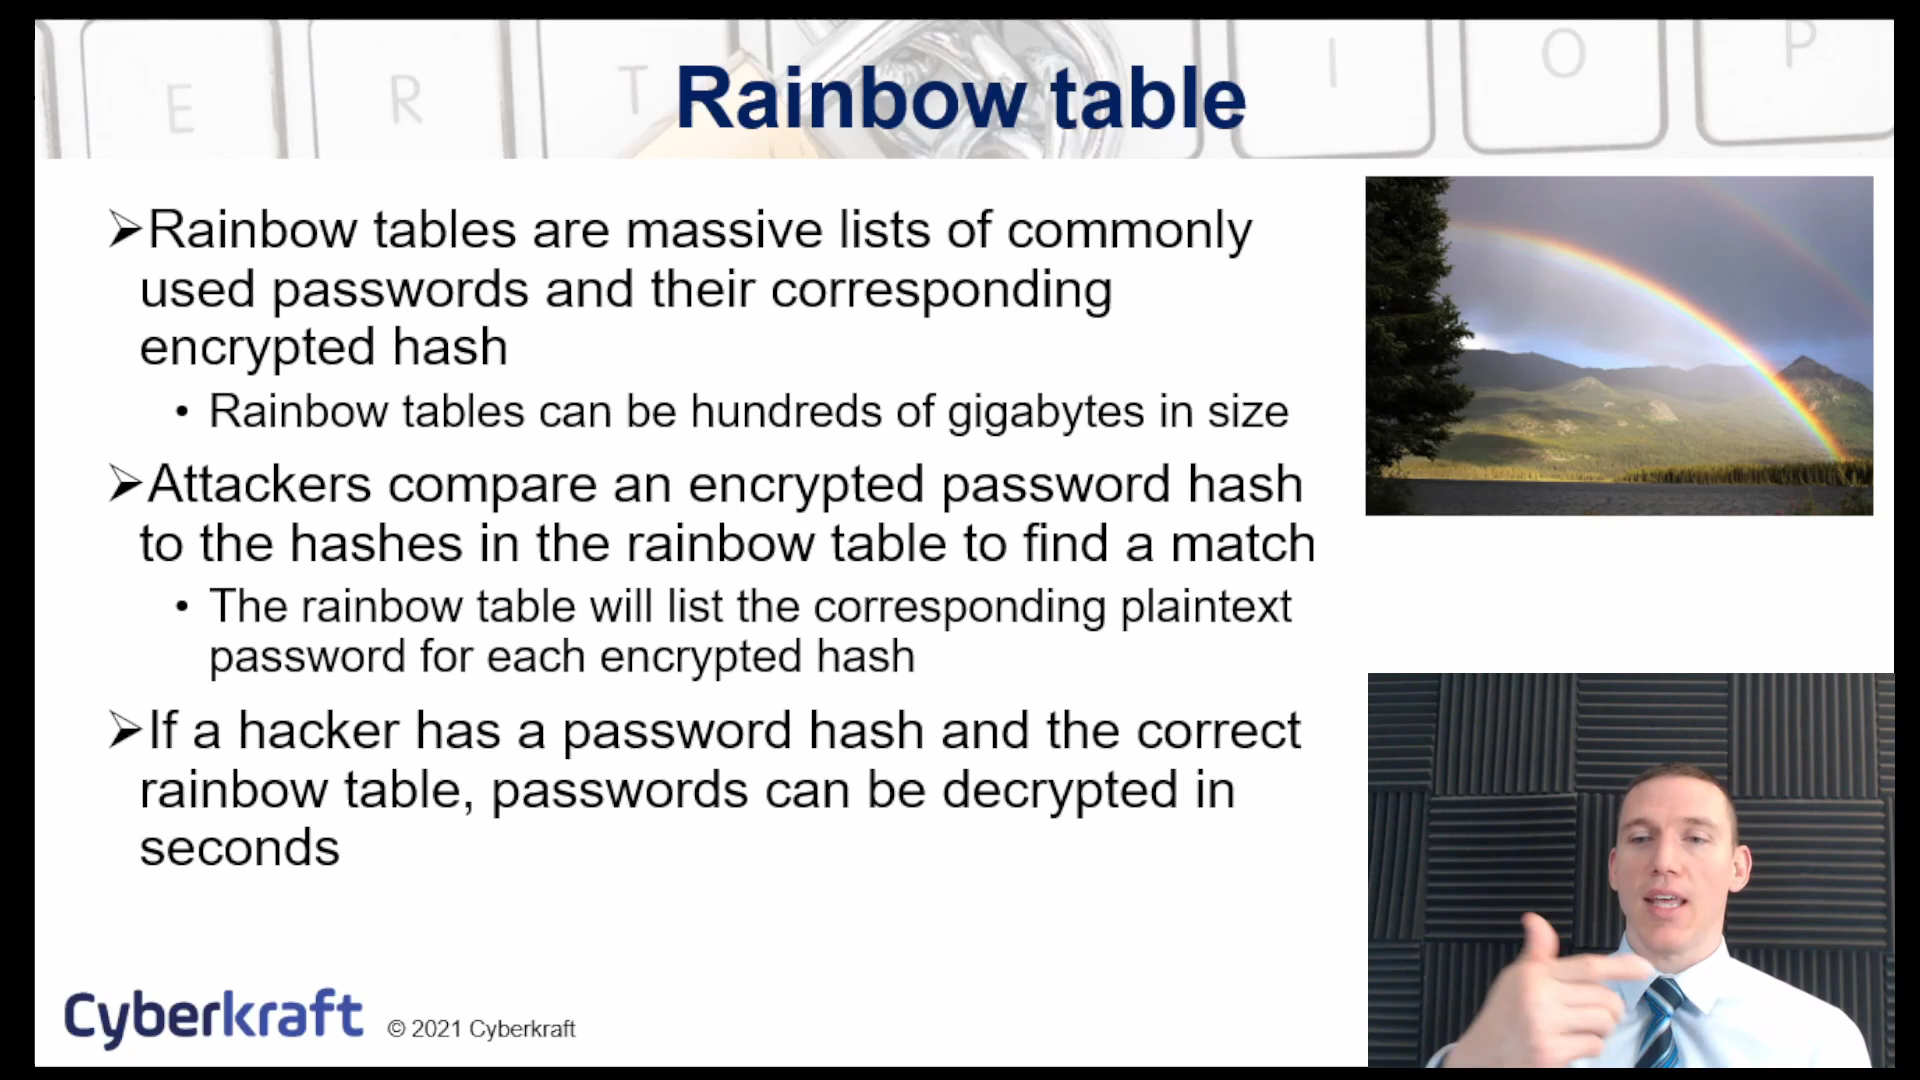 E R T I O P
Rainbow table
➢Rainbow tables are massive lists of commonly
used passwords and their corresponding
encrypted hash
• Rainbow tables can be hundreds of gigabytes in size
➢Attackers compare an encrypted password hash
to the hashes in the rainbow table to find a match
• The rainbow table will list the corresponding plaintext
password for each encrypted hash
➢If a hacker has a password hash and the correct
rainbow table, passwords can be decrypted in
seconds
Cyberkraft © 2021 Cyberkraft